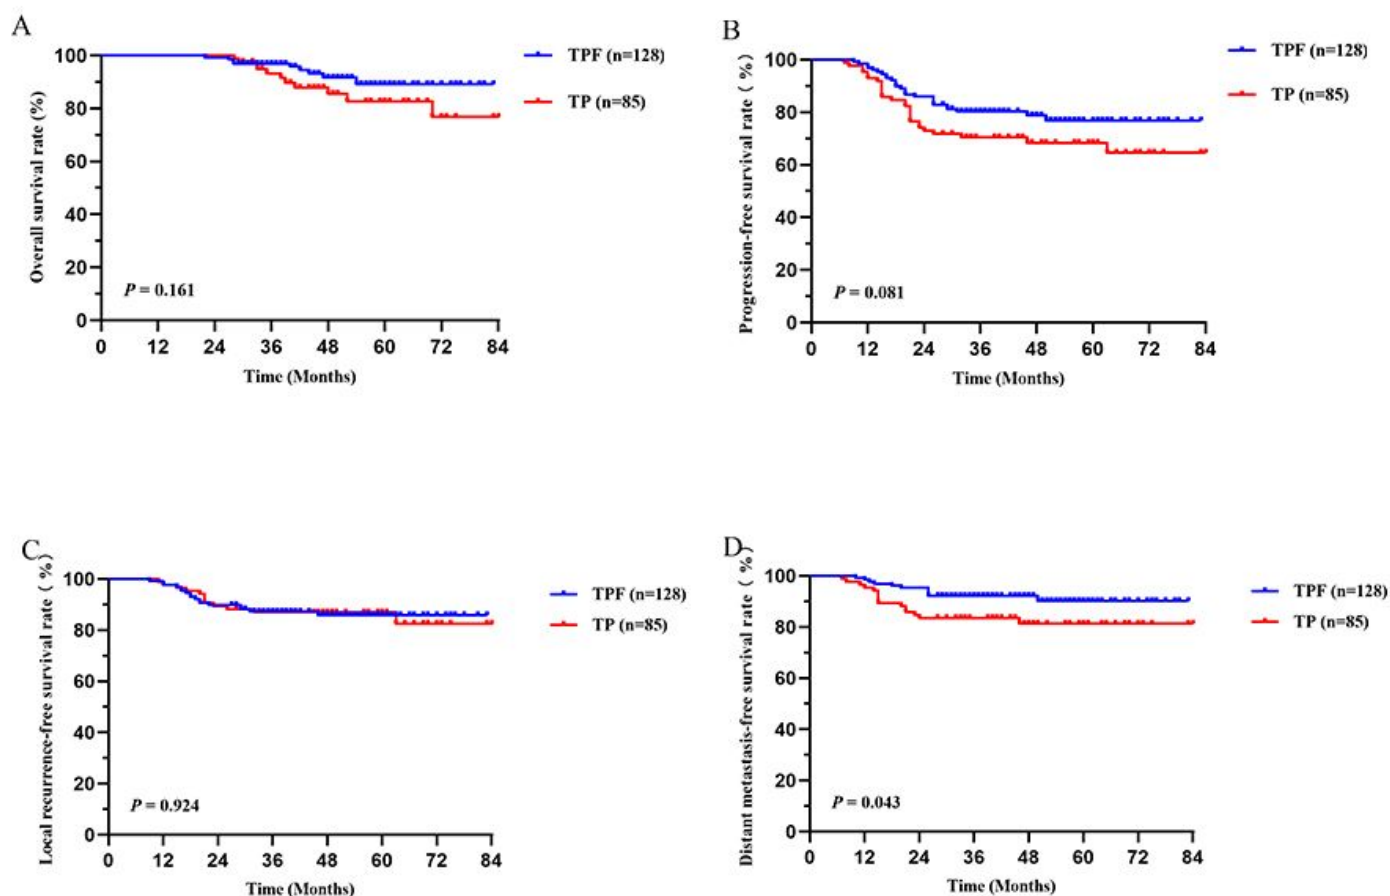 A
Overall survival rate (%)
100
80
60
40
20
0
0 12 24 36 48 60 72 84
Time (Months)
P = 0.161
TPF (n=128)
TP (n=85)
B
Progression-free survival rate（ %）
100
80
60
40
20
0
0 12 24 36 48 60 72 84
Time (Months)
P = 0.081
TPF (n=128)
TP (n=85)
C
Local recurrence-free survival rate（ %）
100
80
60
40
20
0
0 12 24 36 48 60 72 84
Time (Months)
P = 0.924
TPF (n=128)
TP (n=85)
D
Distant metastasis-free survival rate（ %）
100
80
60
40
20
0
0 12 24 36 48 60 72 84
Time (Months)
P = 0.043
TPF (n=128)
TP (n=85)